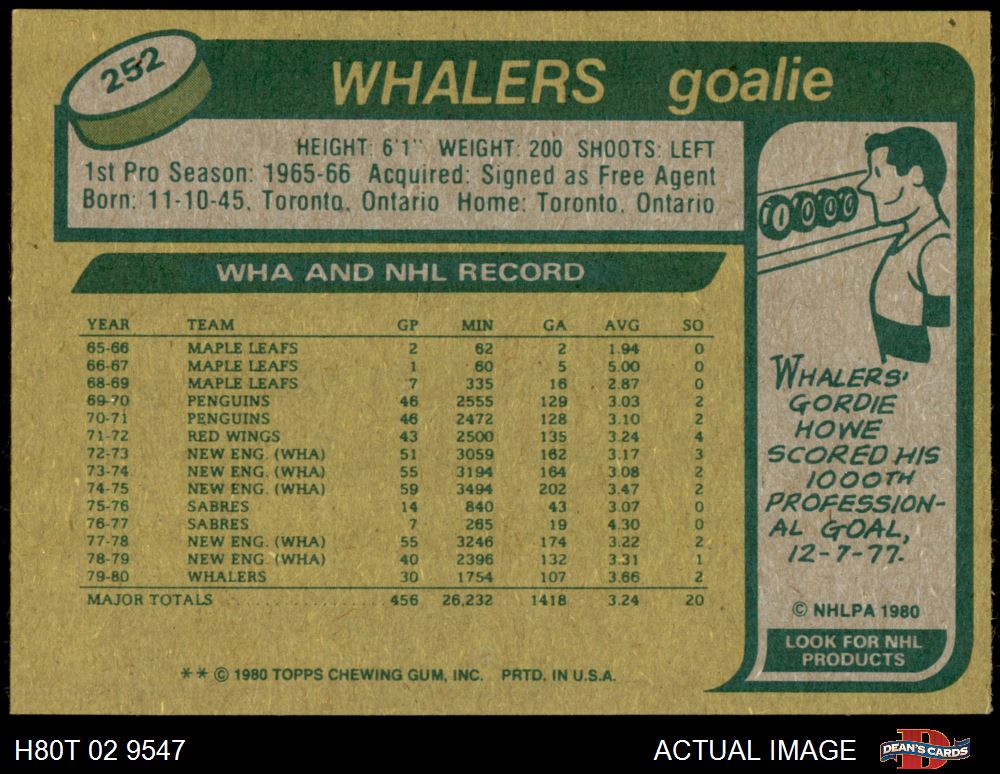 252
WHALERS goalie
HEIGHT: 6'1" WEIGHT: 200 SHOOTS: LEFT
1st Pro Season: 1965-66 Acquired: Signed as Free Agent
Born: 11-10-45, Toronto, Ontario Home: Toronto, Ontario
WHA AND NHL RECORD
YEAR TEAM GP MIN GA AVG SO
65-66 MAPLE LEAFS 2 62 2 1.94 0
66-67 MAPLE LEAFS 1 60 5 5.00 0
68-69 MAPLE LEAFS 7 335 16 2.87 0
69-70 PENGUINS 46 2555 129 3.03 2
70-71 PENGUINS 46 2472 128 3.10 2
71-72 RED WINGS 43 2500 135 3.24 4
72-73 NEW ENG. (WHA) 51 3059 162 3.17 3
73-74 NEW ENG. (WHA) 55 3194 164 3.08 2
74-75 NEW ENG. (WHA) 59 3494 202 3.47 2
75-76 SABRES 14 840 43 3.07 0
76-77 SABRES 7 265 19 4.30 0
77-78 NEW ENG. (WHA) 55 3246 174 3.22 2
78-79 NEW ENG. (WHA) 40 2396 132 3.31 1
79-80 WHALERS 30 1754 107 3.66 2
MAJOR TOTALS .......................... 456 26,232 1418 3.24 20
** © 1980 TOPPS CHEWING GUM, INC. PRTD. IN U.S.A.
1000
WHALERS'
GORDIE
HOWE
SCORED HIS
1000TH
PROFESSION-
AL GOAL,
12-7-77.
© NHLPA 1980
LOOK FOR NHL
PRODUCTS
H80T 02 9547
ACTUAL IMAGE
DEAN'S CARDS